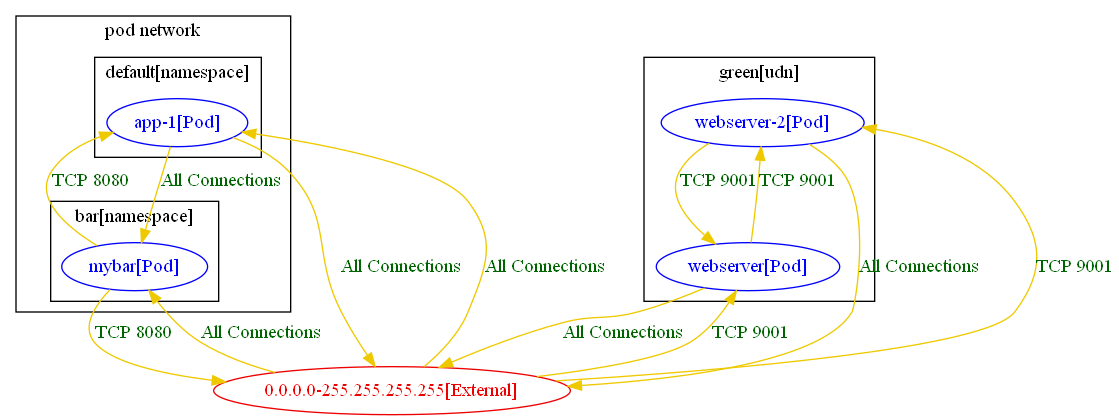 pod network
default[namespace]
green[udn]
app-1[Pod]
webserver-2[Pod]
TCP 8080
All Connections
TCP 9001
TCP 9001
bar[namespace]
mybar[Pod]
webserver[Pod]
All Connections
All Connections
All Connections
TCP 9001
TCP 8080
All Connections
All Connections
TCP 9001
0.0.0.0-255.255.255.255[External]